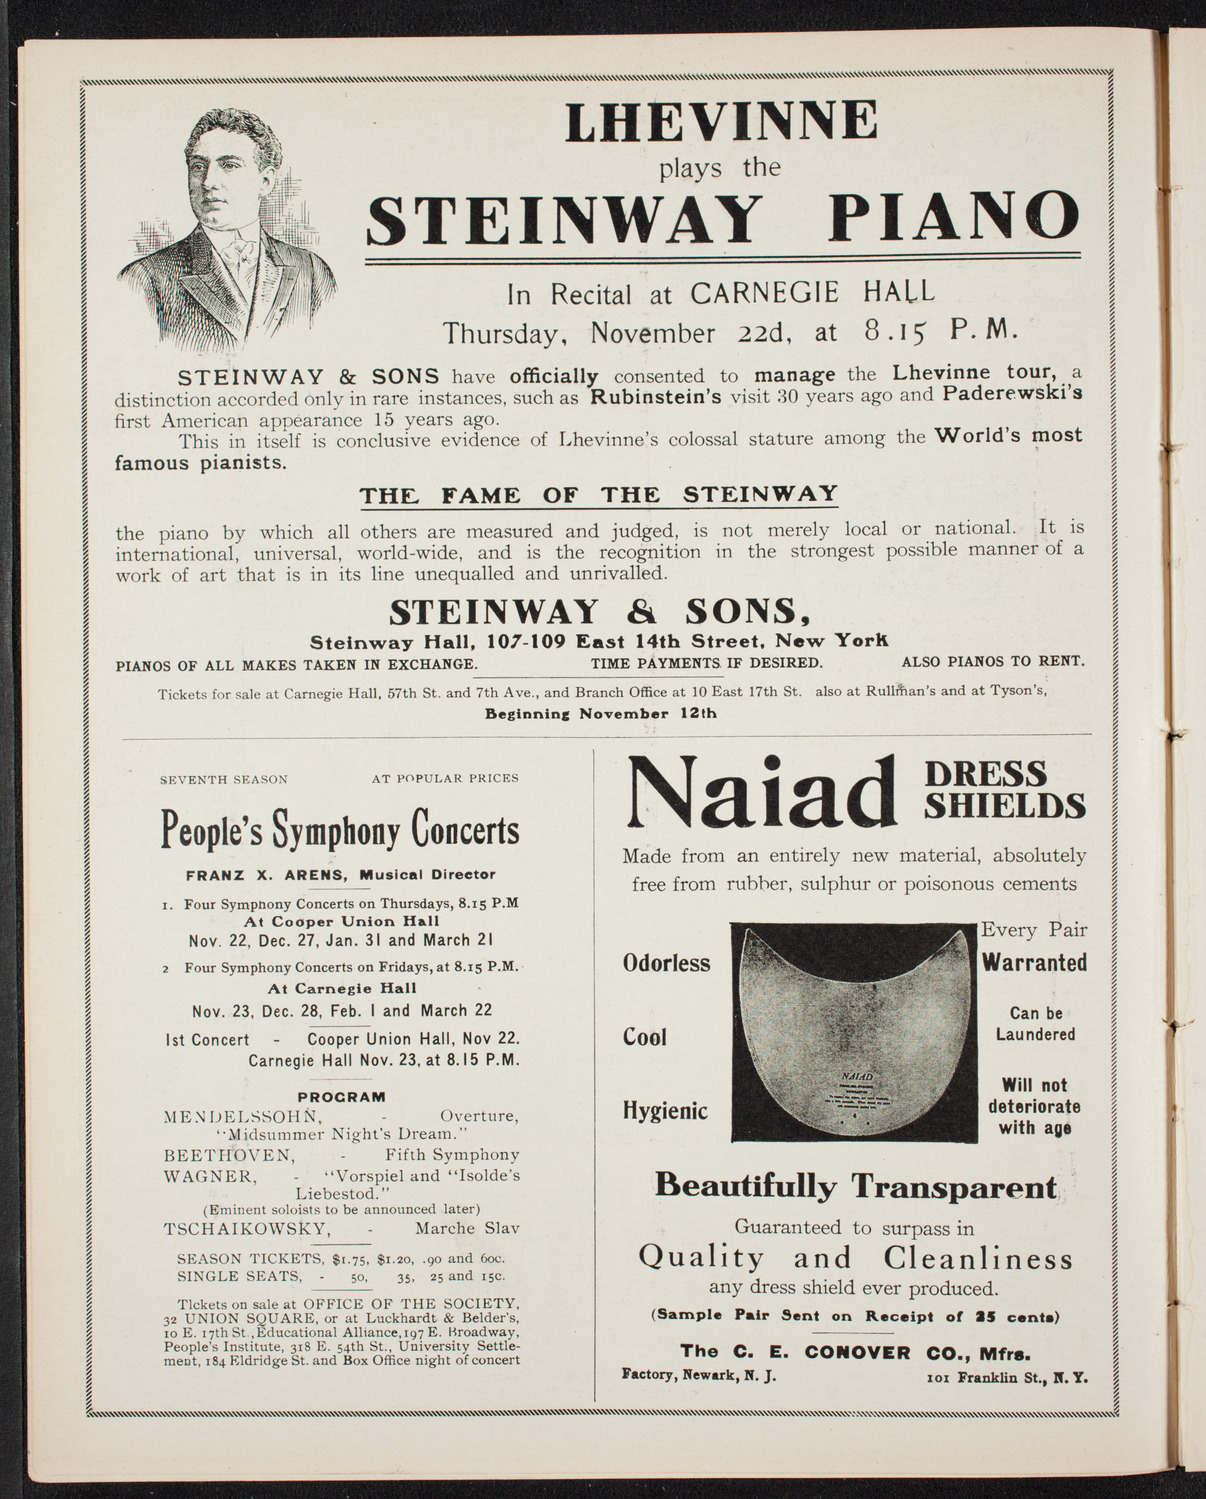 LHEVINNE
plays the
STEINWAY PIANO
In Recital at CARNEGIE HALL
Thursday, November 22d, at 8.15 P.M.
STEINWAY & SONS have officially consented to manage the Lhevinne tour, a
distinction accorded only in rare instances, such as Rubinstein's visit 30 years ago and Paderewski's
first American appearance 15 years ago.
This in itself is conclusive evidence of Lhevinne's colossal stature among the World's most
famous pianists.
THE FAME OF THE STEINWAY
the piano by which all others are measured and judged, is not merely local or national. It is
international, universal, world-wide, and is the recognition in the strongest possible manner of a
work of art that is in its line unequalled and unrivalled.
STEINWAY & SONS,
Steinway Hall, 107-109 East 14th Street, New York
PIANOS OF ALL MAKES TAKEN IN EXCHANGE. TIME PAYMENTS IF DESIRED. ALSO PIANOS TO RENT.
Tickets for sale at Carnegie Hall, 57th St. and 7th Ave., and Branch Office at 10 East 17th St. also at Rullman's and at Tyson's,
Beginning November 12th
SEVENTH SEASON AT POPULAR PRICES
People's Symphony Concerts
FRANZ X. ARENS, Musical Director
1. Four Symphony Concerts on Thursdays, 8.15 P.M
At Cooper Union Hall
Nov. 22, Dec. 27, Jan. 31 and March 21
2 Four Symphony Concerts on Fridays, at 8.15 P.M.
At Carnegie Hall
Nov. 23, Dec. 28, Feb. 1 and March 22
1st Concert - Cooper Union Hall, Nov 22.
Carnegie Hall Nov. 23, at 8.15 P.M.
PROGRAM
MENDELSSOHN, - Overture,
"Midsummer Night's Dream."
BEETHOVEN, - Fifth Symphony
WAGNER, - "Vorspiel and "Isolde's
Liebestod."
(Eminent soloists to be announced later)
TSCHAIKOWSKY, - Marche Slav
SEASON TICKETS, $1.75, $1.20, .90 and 60c.
SINGLE SEATS, - 50, 35, 25 and 15c.
Tickets on sale at OFFICE OF THE SOCIETY,
32 UNION SQUARE, or at Luckhardt & Belder's,
10 E. 17th St., Educational Alliance, 197 E. Broadway,
People's Institute, 318 E. 54th St., University Settle-
ment, 184 Eldridge St. and Box Office night of concert
Naiad DRESS
SHIELDS
Made from an entirely new material, absolutely
free from rubber, sulphur or poisonous cements
Every Pair
Odorless Warranted
Can be
Cool Laundered
Will not
Hygienic deteriorate
with age
NAIAD
Beautifully Transparent
Guaranteed to surpass in
Quality and Cleanliness
any dress shield ever produced.
(Sample Pair Sent on Receipt of 25 cents)
The C. E. CONOVER CO., Mfrs.
Factory, Newark, N. J. 101 Franklin St., N. Y.